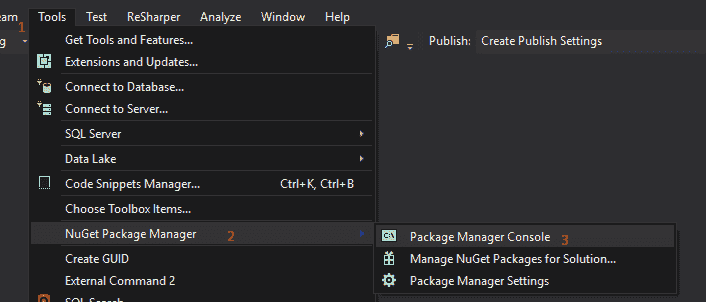 eam Tools Test ReSharper Analyze Window Help
1
g Publish: Create Publish Settings
Get Tools and Features...
Extensions and Updates...
Connect to Database...
Connect to Server...
SQL Server
Data Lake
Code Snippets Manager... Ctrl+K, Ctrl+B
Choose Toolbox Items...
NuGet Package Manager 2
C:\ Package Manager Console 3
Create GUID
Manage NuGet Packages for Solution...
External Command 2
Package Manager Settings
SQL Search